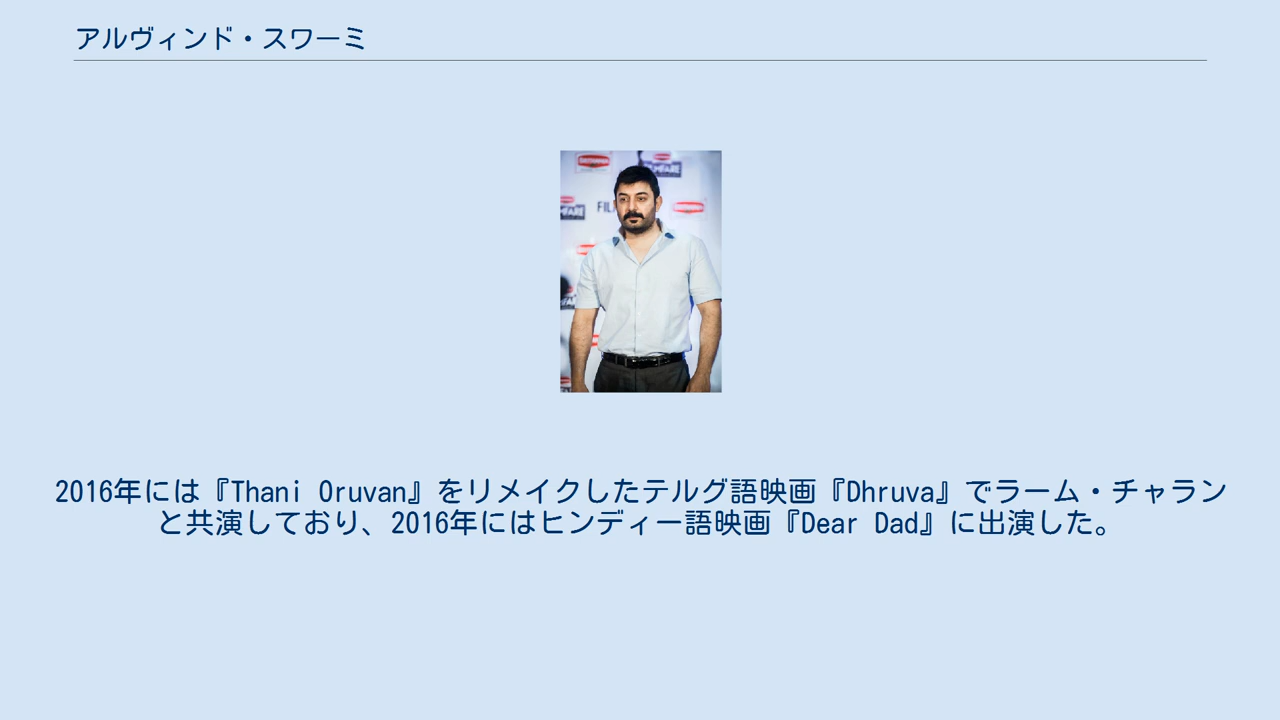 アルヴィンド・スワーミ
FILM
2016年には『Thani Oruvan』をリメイクしたテルグ語映画『Dhruva』でラーム・チャラン
と共演しており、2016年にはヒンディー語映画『Dear Dad』に出演した。